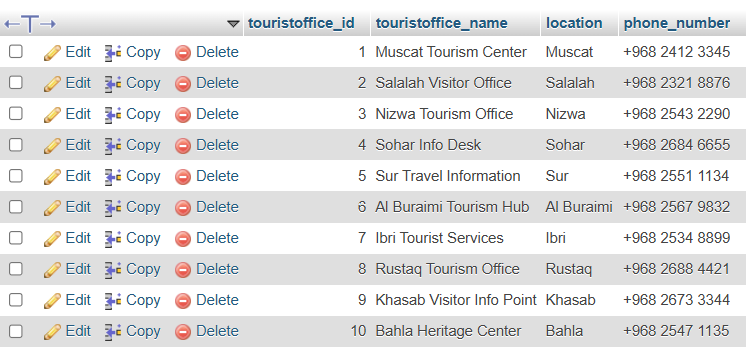 ←T→ touristoffice_id touristoffice_name location phone_number
Edit Copy Delete 1 Muscat Tourism Center Muscat +968 2412 3345
Edit Copy Delete 2 Salalah Visitor Office Salalah +968 2321 8876
Edit Copy Delete 3 Nizwa Tourism Office Nizwa +968 2543 2290
Edit Copy Delete 4 Sohar Info Desk Sohar +968 2684 6655
Edit Copy Delete 5 Sur Travel Information Sur +968 2551 1134
Edit Copy Delete 6 Al Buraimi Tourism Hub Al Buraimi +968 2567 9832
Edit Copy Delete 7 Ibri Tourist Services Ibri +968 2534 8899
Edit Copy Delete 8 Rustaq Tourism Office Rustaq +968 2688 4421
Edit Copy Delete 9 Khasab Visitor Info Point Khasab +968 2673 3344
Edit Copy Delete 10 Bahla Heritage Center Bahla +968 2547 1135